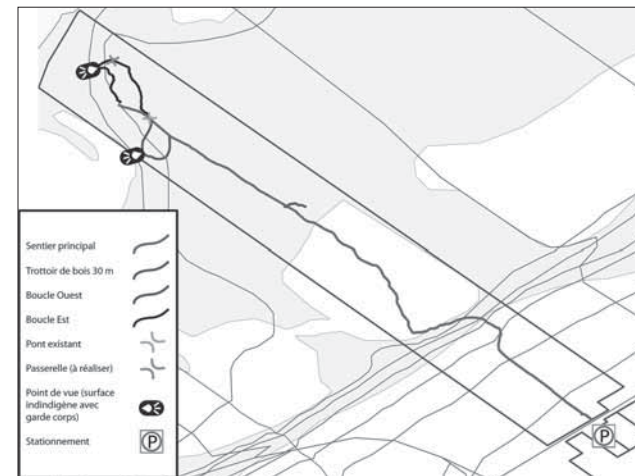 Sentier principal
Trottoir de bois 30 m
Boucle Ouest
Boucle Est
Pont existant
Passerelle (à réaliser)
Point de vue (surface
indindigène avec
garde corps)
Stationnement
P
P